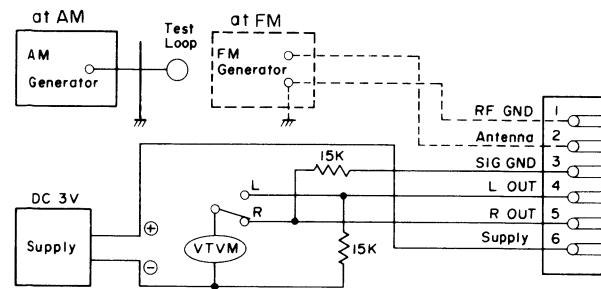 at AM
at FM
Test
Loop
AM
Generator
FM
Generator
RF GND 1
Antenna 2
SIG GND 3
15K
L OUT 4
L
R OUT 5
R
DC 3V
Supply 6
Supply
⊕
⊖
VTVM
15K